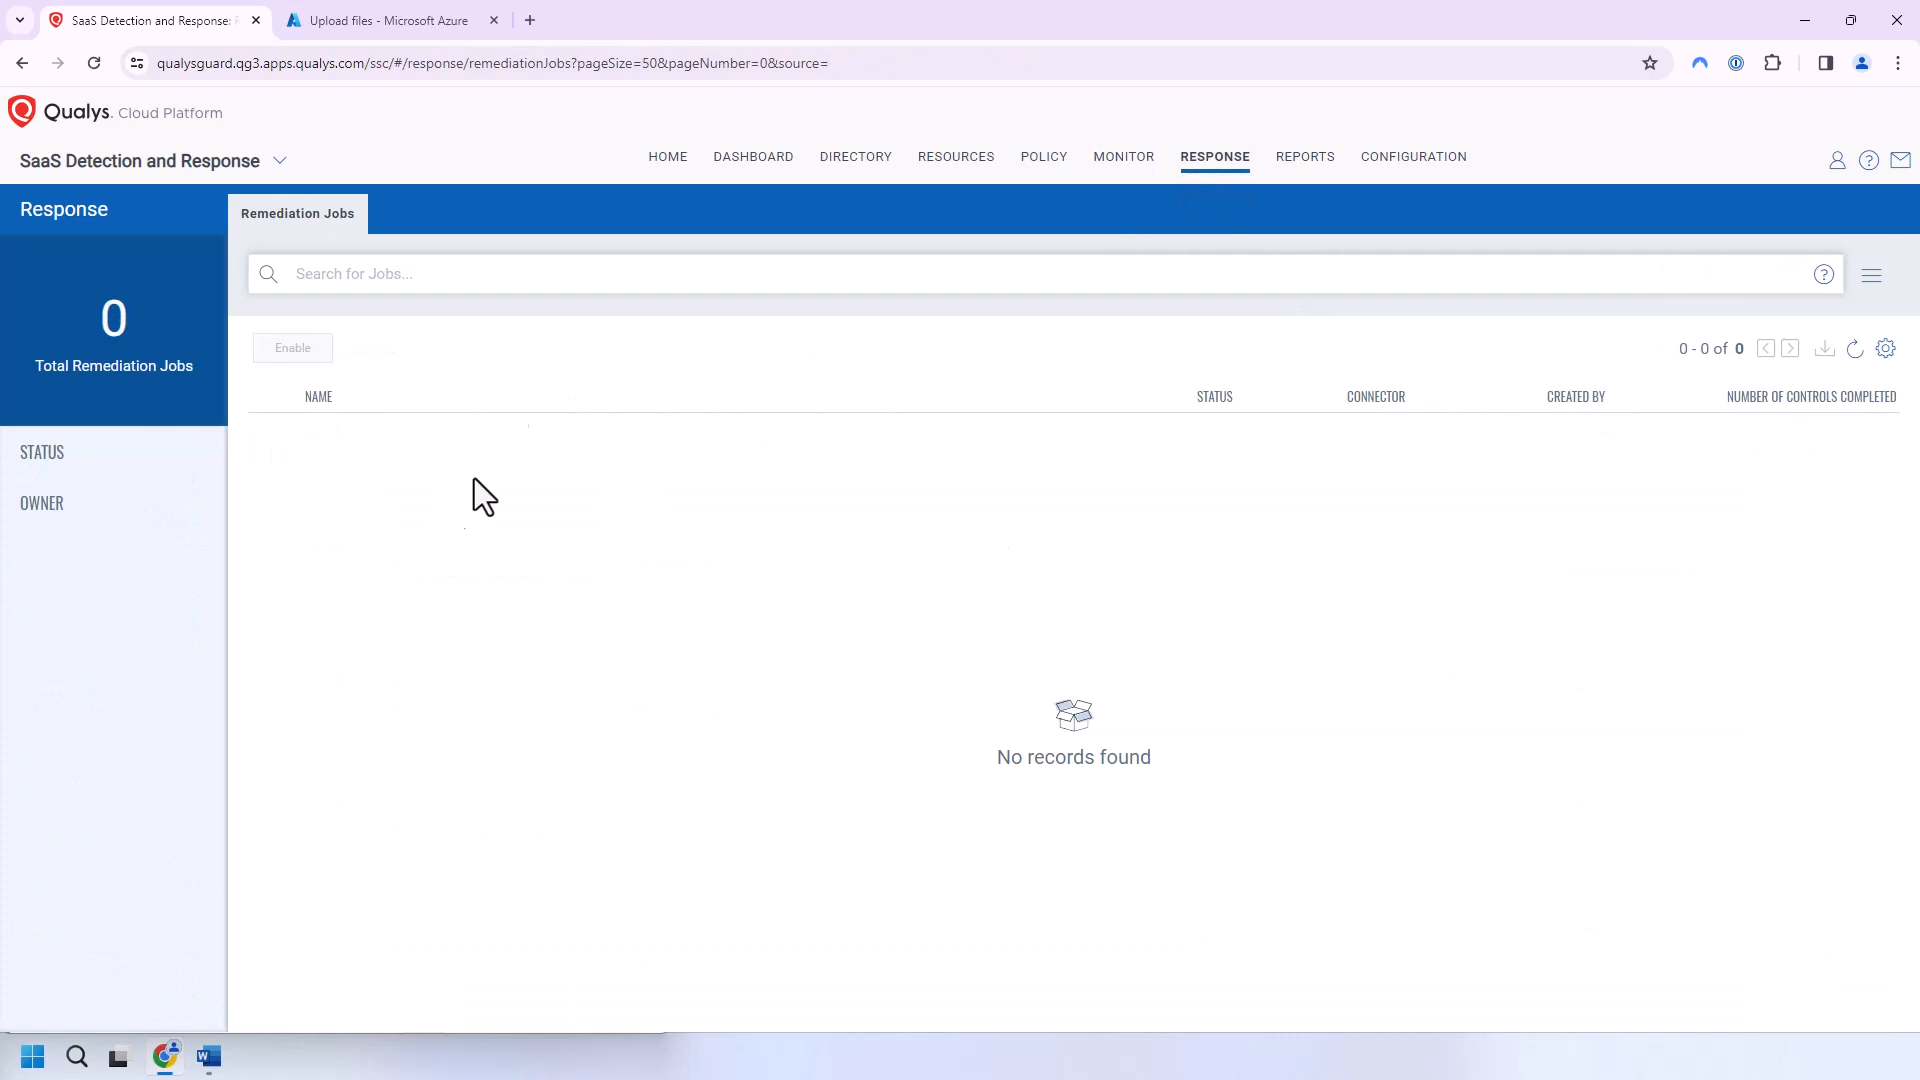 SaaS Detection and Response:
Upload files - Microsoft Azure
qualysguard.qg3.apps.qualys.com/ssc/#/response/remediationJobs?pageSize=50&pageNumber=0&source=
Qualys. Cloud Platform
SaaS Detection and Response
HOME DASHBOARD DIRECTORY RESOURCES POLICY MONITOR RESPONSE REPORTS CONFIGURATION
Response
Remediation Jobs
Search for Jobs...
0
Total Remediation Jobs
Enable
0 - 0 of 0
NAME STATUS CONNECTOR CREATED BY NUMBER OF CONTROLS COMPLETED
STATUS
OWNER
No records found